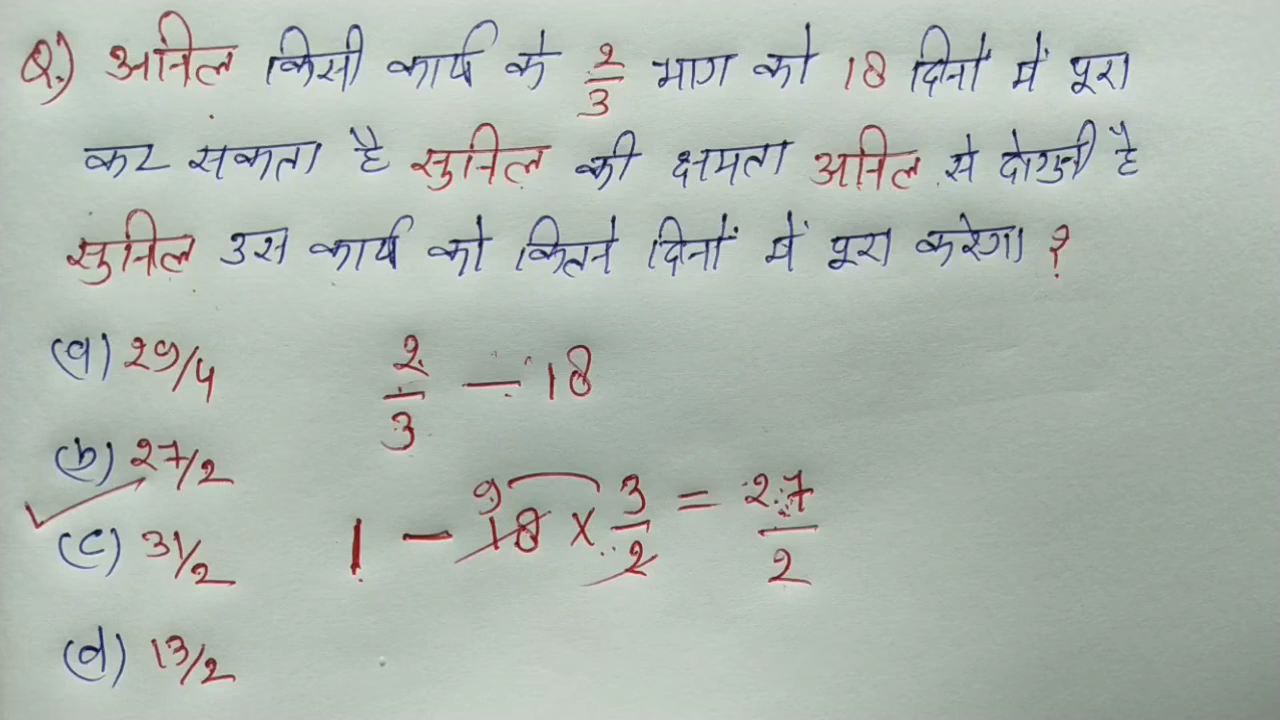 Q.) अनिल किसी कार्य के 2/3 भाग को 18 दिनों में पूरा
कर सकता है सुनिल की क्षमता अनिल से दोगुनी है
सुनिल उस कार्य को कितने दिनों में पूरा करेगा ?
(a) 29/4
2/3 — 18
(b) 27/2
1 — 18 9 × 3/2 = 27/2
(c) 31/2
(d) 13/2